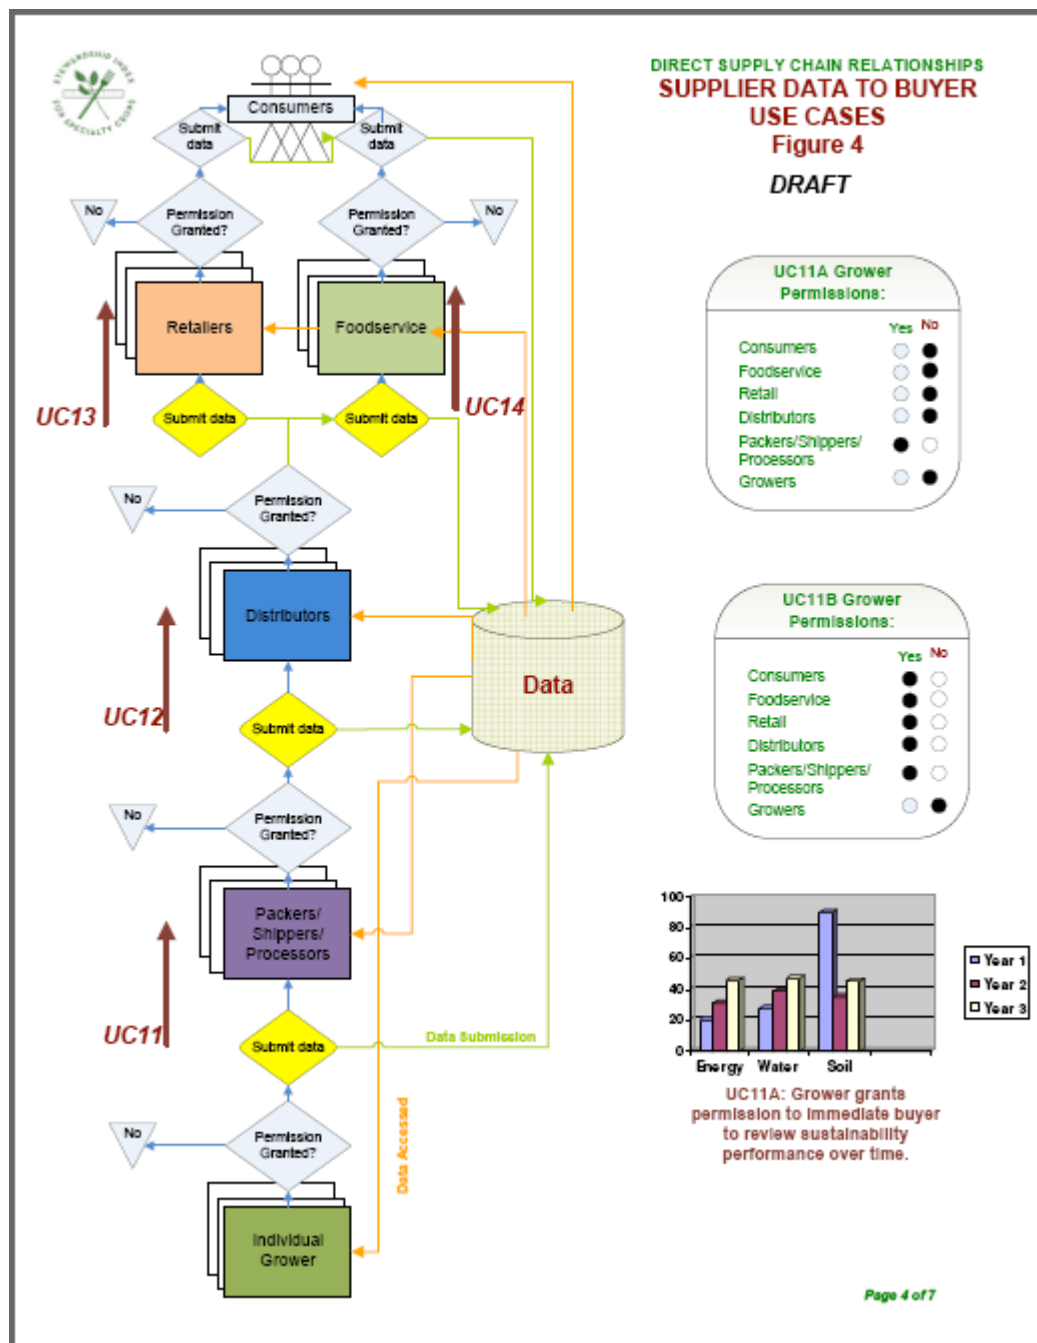 STEWARDSHIP INDEX
FOR SPECIALTY CROPS
DIRECT SUPPLY CHAIN RELATIONSHIPS
SUPPLIER DATA TO BUYER
USE CASES
Figure 4
DRAFT
Consumers
Submit
data
Submit
data
No
Permission
Granted?
Permission
Granted?
No
Retailers
Foodservice
UC13
UC14
Submit data
Submit data
No
Permission
Granted?
Distributors
UC12
Data
Submit data
No
Permission
Granted?
Packers/
Shippers/
Processors
UC11
Submit data
Data Submission
Data Accessed
No
Permission
Granted?
Individual
Grower
UC11A Grower
Permissions:
Yes No
Consumers
Foodservice
Retail
Distributors
Packers/Shippers/
Processors
Growers
UC11B Grower
Permissions:
Yes No
Consumers
Foodservice
Retail
Distributors
Packers/Shippers/
Processors
Growers
100
80
60
40
20
0
Energy Water Soil
Year 1
Year 2
Year 3
UC11A: Grower grants
permission to immediate buyer
to review sustainability
performance over time.
Page 4 of 7